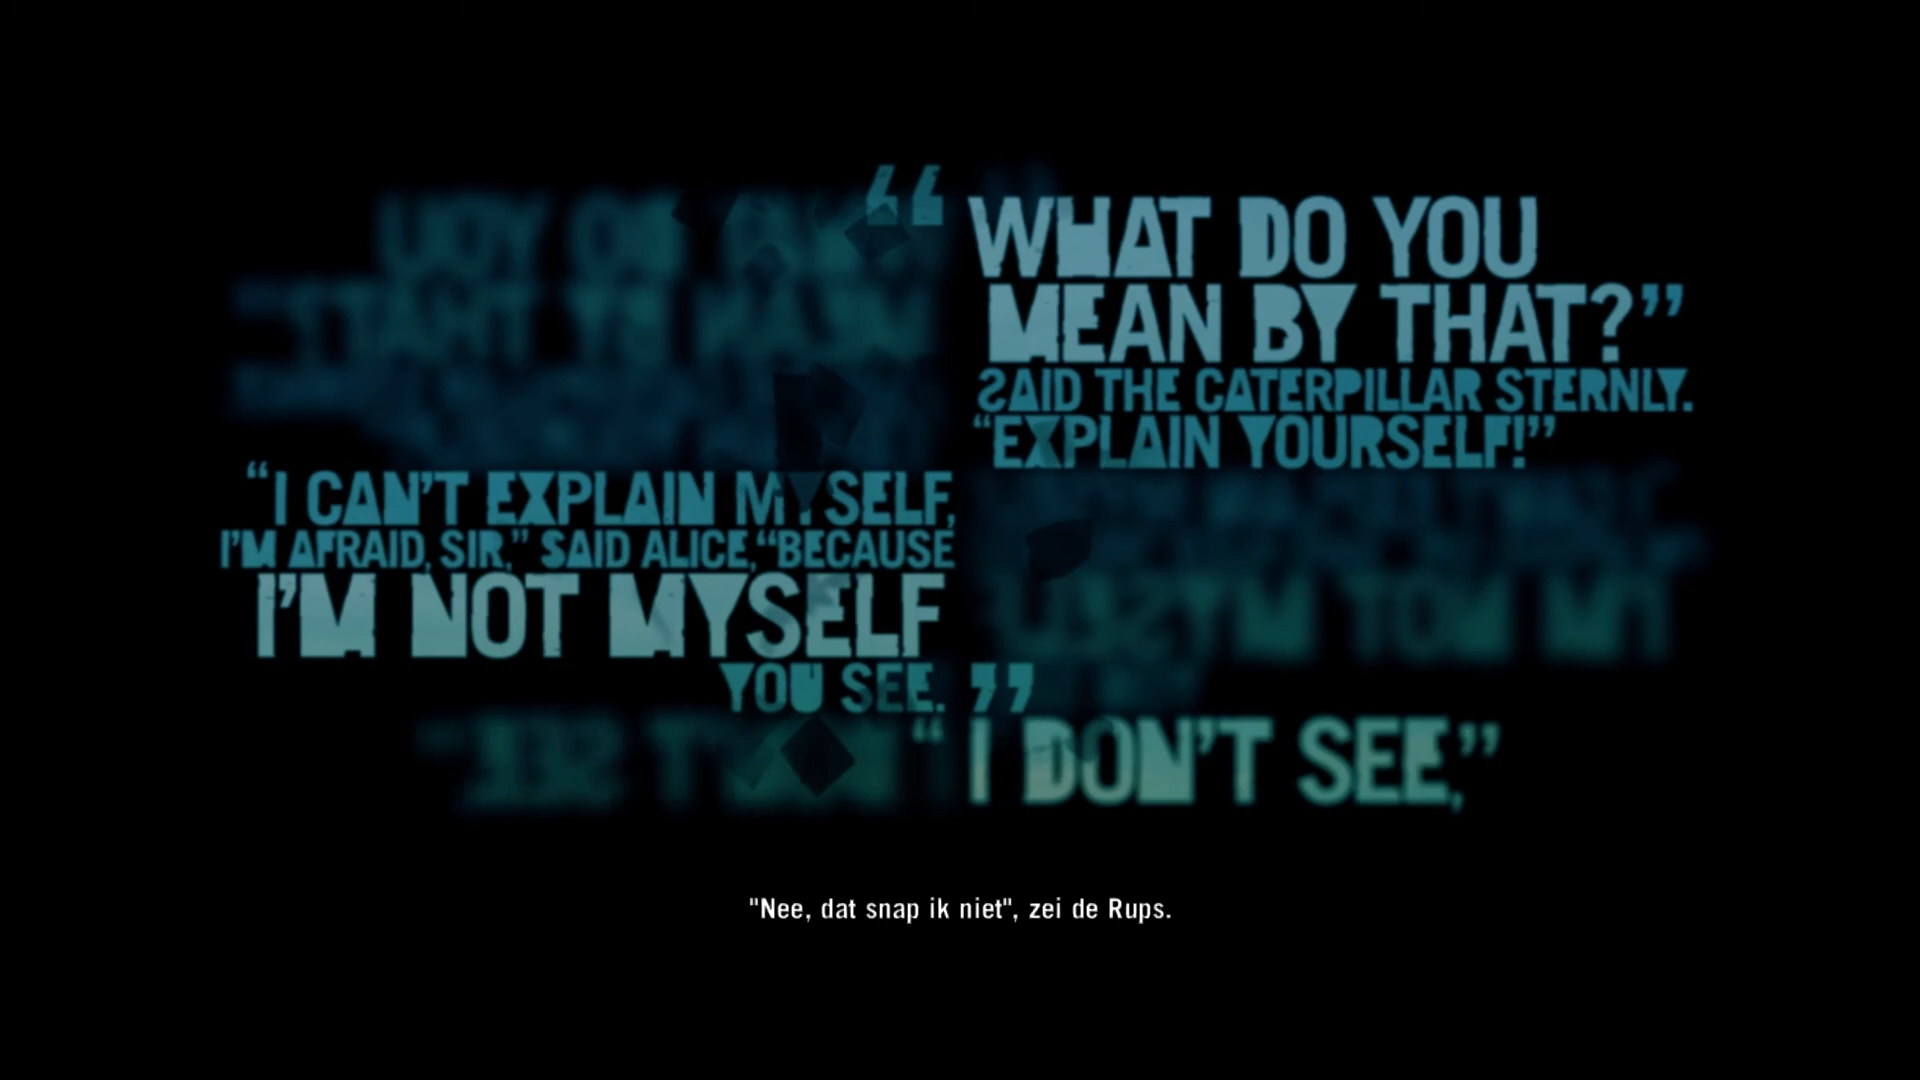 “WHAT DO YOU
MEAN BY THAT?”
SAID THE CATERPILLAR STERNLY.
“EXPLAIN YOURSELF!”
“I CAN’T EXPLAIN MYSELF,
I’M AFRAID, SIR,” SAID ALICE, “BECAUSE
I’M NOT MYSELF
YOU SEE.”
“I DON’T SEE,”
"Nee, dat snap ik niet", zei de Rups.